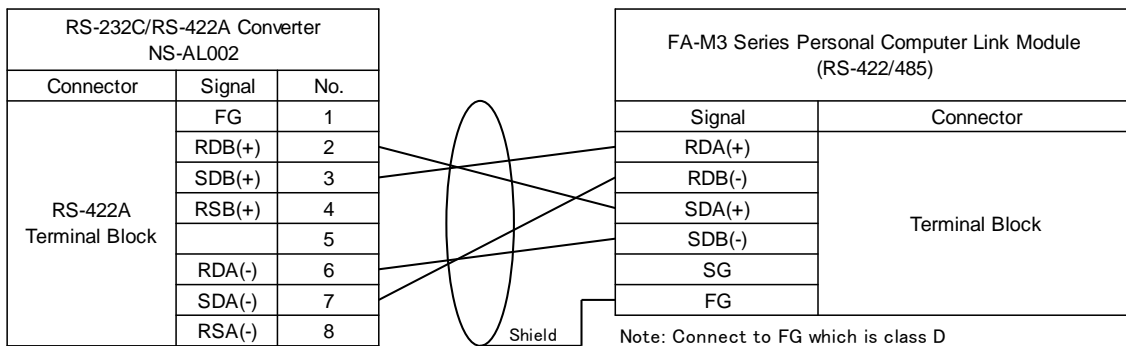 RS-232C/RS-422A Converter
NS-AL002
Connector Signal No.
RS-422A
Terminal Block
FG 1
RDB(+) 2
SDB(+) 3
RSB(+) 4
5
RDA(-) 6
SDA(-) 7
RSA(-) 8
Shield
FA-M3 Series Personal Computer Link Module
(RS-422/485)
Signal Connector
RDA(+)
RDB(-)
SDA(+)
SDB(-)
SG
FG
Terminal Block
Note: Connect to FG which is class D